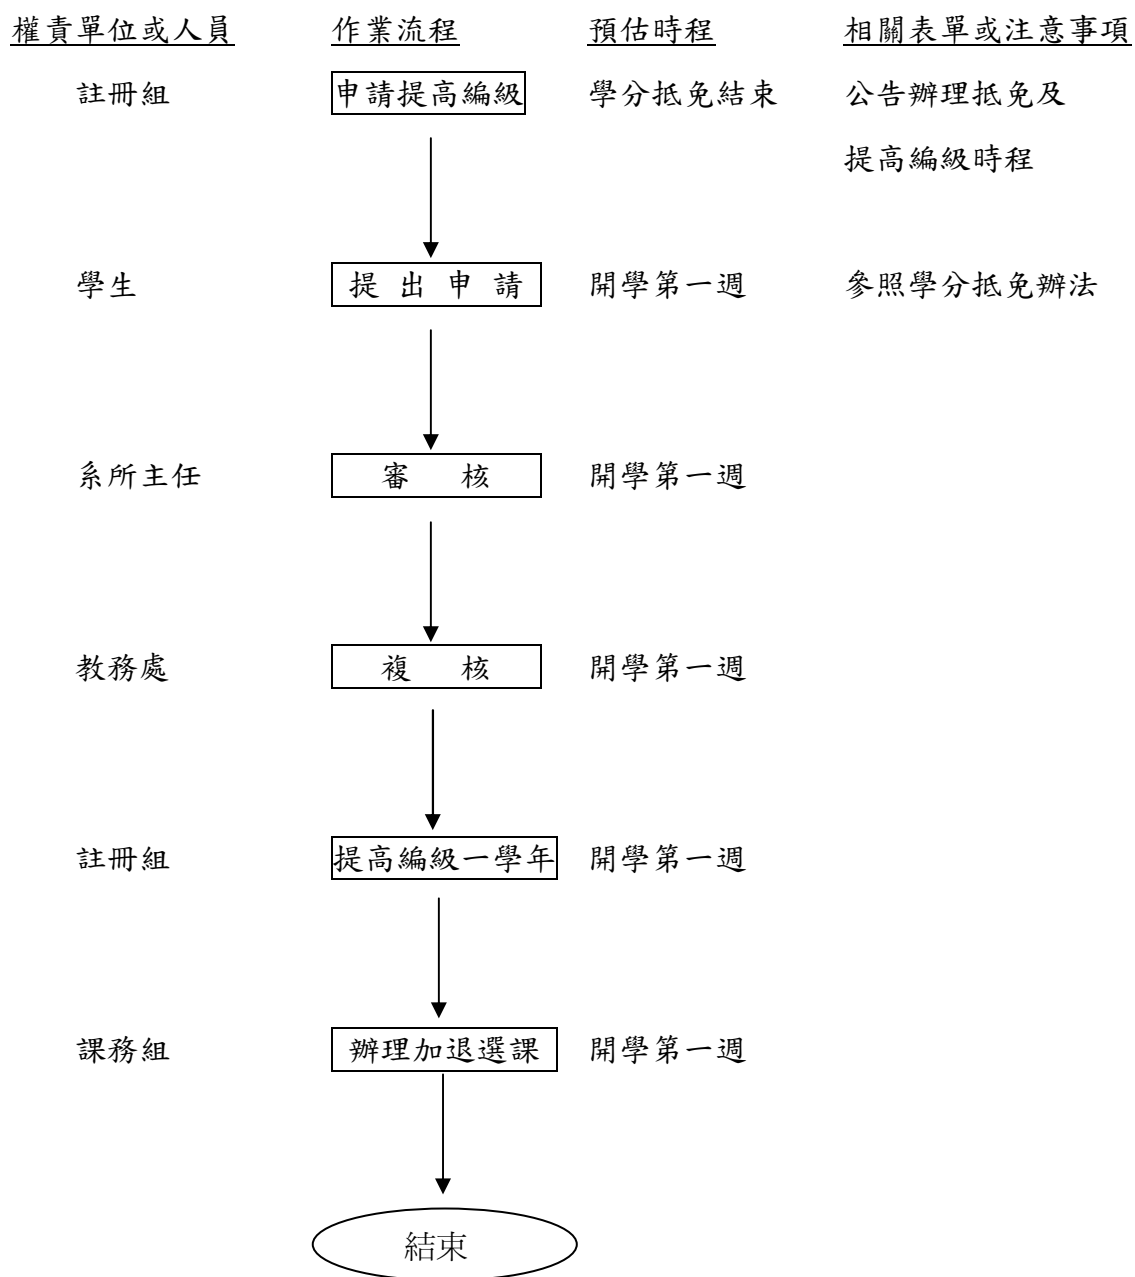 權責單位或人員 作業流程 預估時程 相關表單或注意事項
註冊組 申請提高編級 學分抵免結束 公告辦理抵免及
提高編級時程
學生 提出申請 開學第一週 參照學分抵免辦法
系所主任 審核 開學第一週
教務處 複核 開學第一週
註冊組 提高編級一學年 開學第一週
課務組 辦理加退選課 開學第一週
結束